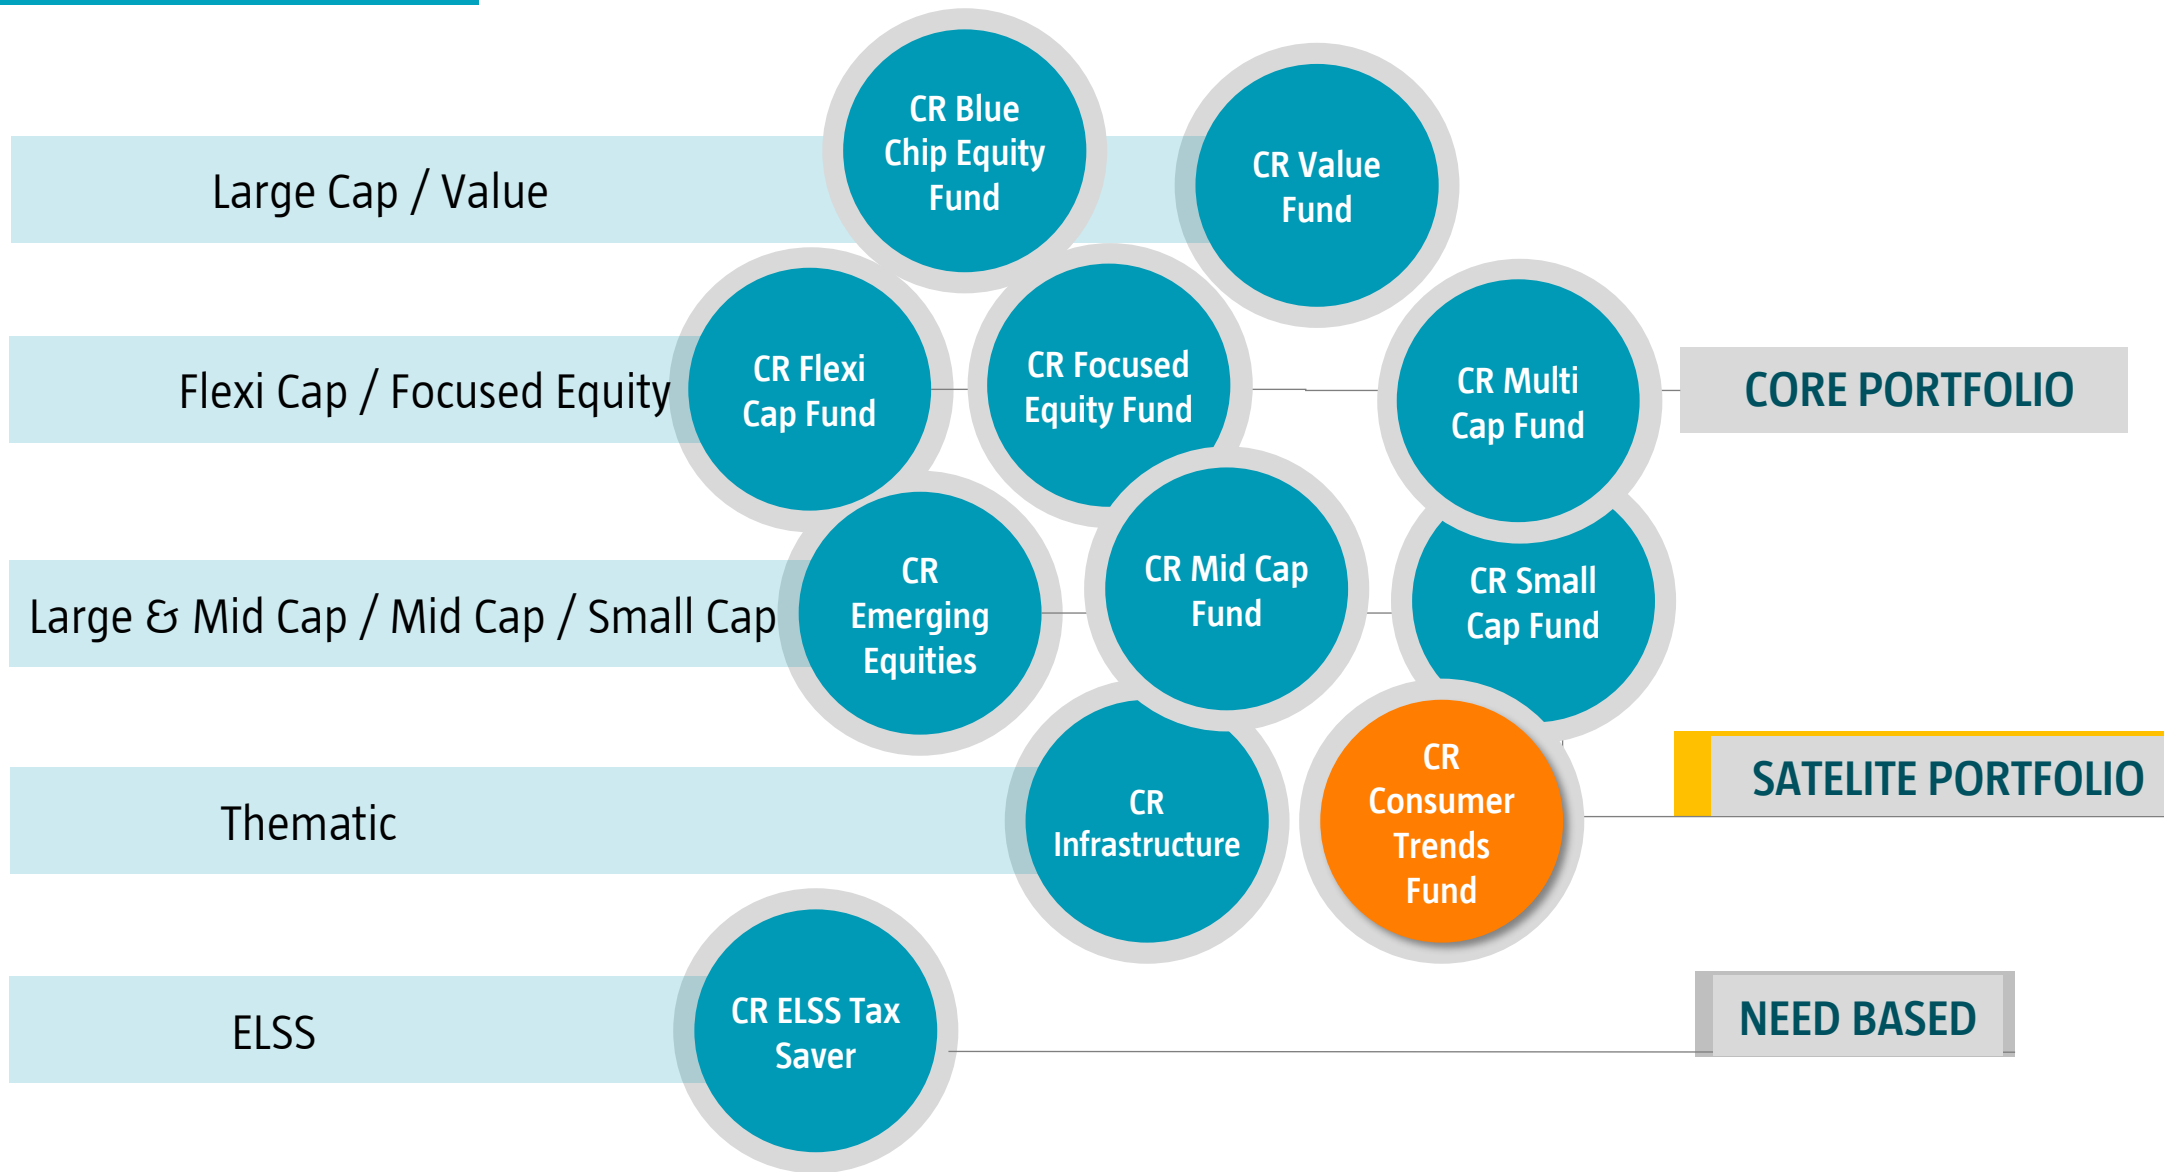 Large Cap / Value
CR Blue
Chip Equity
Fund
CR Value
Fund
Flexi Cap / Focused Equity
CR Flexi
Cap Fund
CR Focused
Equity Fund
CR Multi
Cap Fund
CORE PORTFOLIO
Large & Mid Cap / Mid Cap / Small Cap
CR
Emerging
Equities
CR Mid Cap
Fund
CR Small
Cap Fund
Thematic
CR
Infrastructure
CR
Consumer
Trends
Fund
SATELITE PORTFOLIO
ELSS
CR ELSS Tax
Saver
NEED BASED